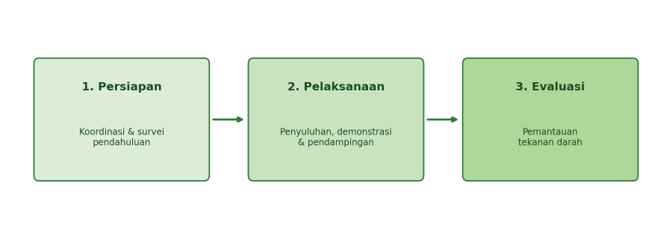 1. Persiapan
Koordinasi & survei
pendahuluan
2. Pelaksanaan
Penyuluhan, demonstrasi
& pendampingan
3. Evaluasi
Pemantauan
tekanan darah